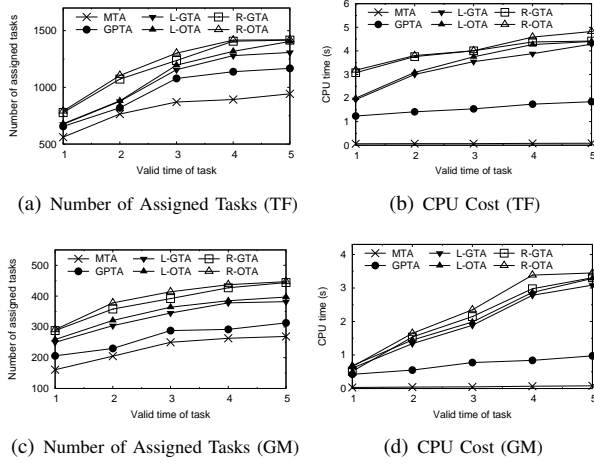 MTA L-GTA R-GTA
GPTA L-OTA R-OTA
Number of assigned tasks
1500
1000
500
1 2 3 4 5
Valid time of task
(a) Number of Assigned Tasks (TF)
MTA L-GTA R-GTA
GPTA L-OTA R-OTA
CPU time (s)
6
5
4
3
2
1
0
1 2 3 4 5
Valid time of task
(b) CPU Cost (TF)
MTA L-GTA R-GTA
GPTA L-OTA R-OTA
Number of assigned tasks
500
400
300
200
100
1 2 3 4 5
Valid time of task
(c) Number of Assigned Tasks (GM)
MTA L-GTA R-GTA
GPTA L-OTA R-OTA
CPU time (s)
4
3
2
1
0
1 2 3 4 5
Valid time of task
(d) CPU Cost (GM)